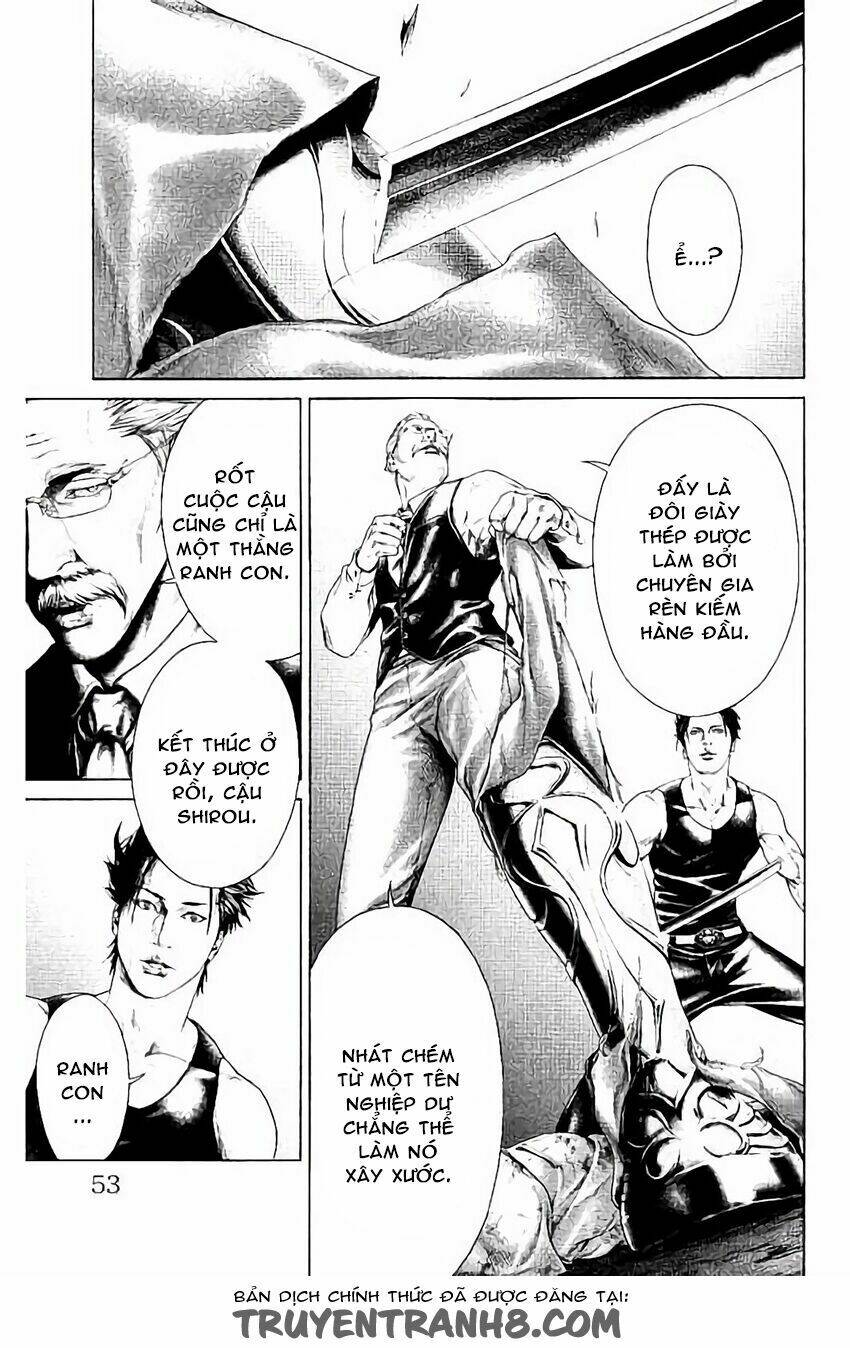 Ể...?
ĐẤY LÀ
ĐÔI GIÀY
THÉP ĐƯỢC
LÀM BỞI
CHUYÊN GIA
RÈN KIẾM
HÀNG ĐẦU.
NHÁT CHÉM
TỪ MỘT TÊN
NGHIỆP DƯ
CHẲNG THỂ
LÀM NÓ
XÂY XƯỚC.
RỐT
CUỘC CẬU
CŨNG CHỈ LÀ
MỘT THẰNG
RANH CON.
KẾT THÚC Ở
ĐÂY ĐƯỢC
RỒI, CẬU
SHIROU.
RANH
CON
...
53
BẢN DỊCH CHÍNH THỨC ĐÃ ĐƯỢC ĐĂNG TẠI:
TRUYENTRANH8.COM